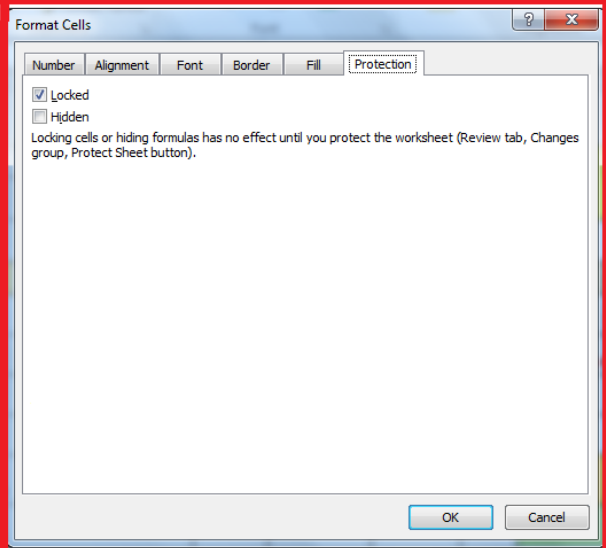 Format Cells
Number Alignment Font Border Fill Protection
Locked
Hidden
Locking cells or hiding formulas has no effect until you protect the worksheet (Review tab, Changes
group, Protect Sheet button).
OK Cancel